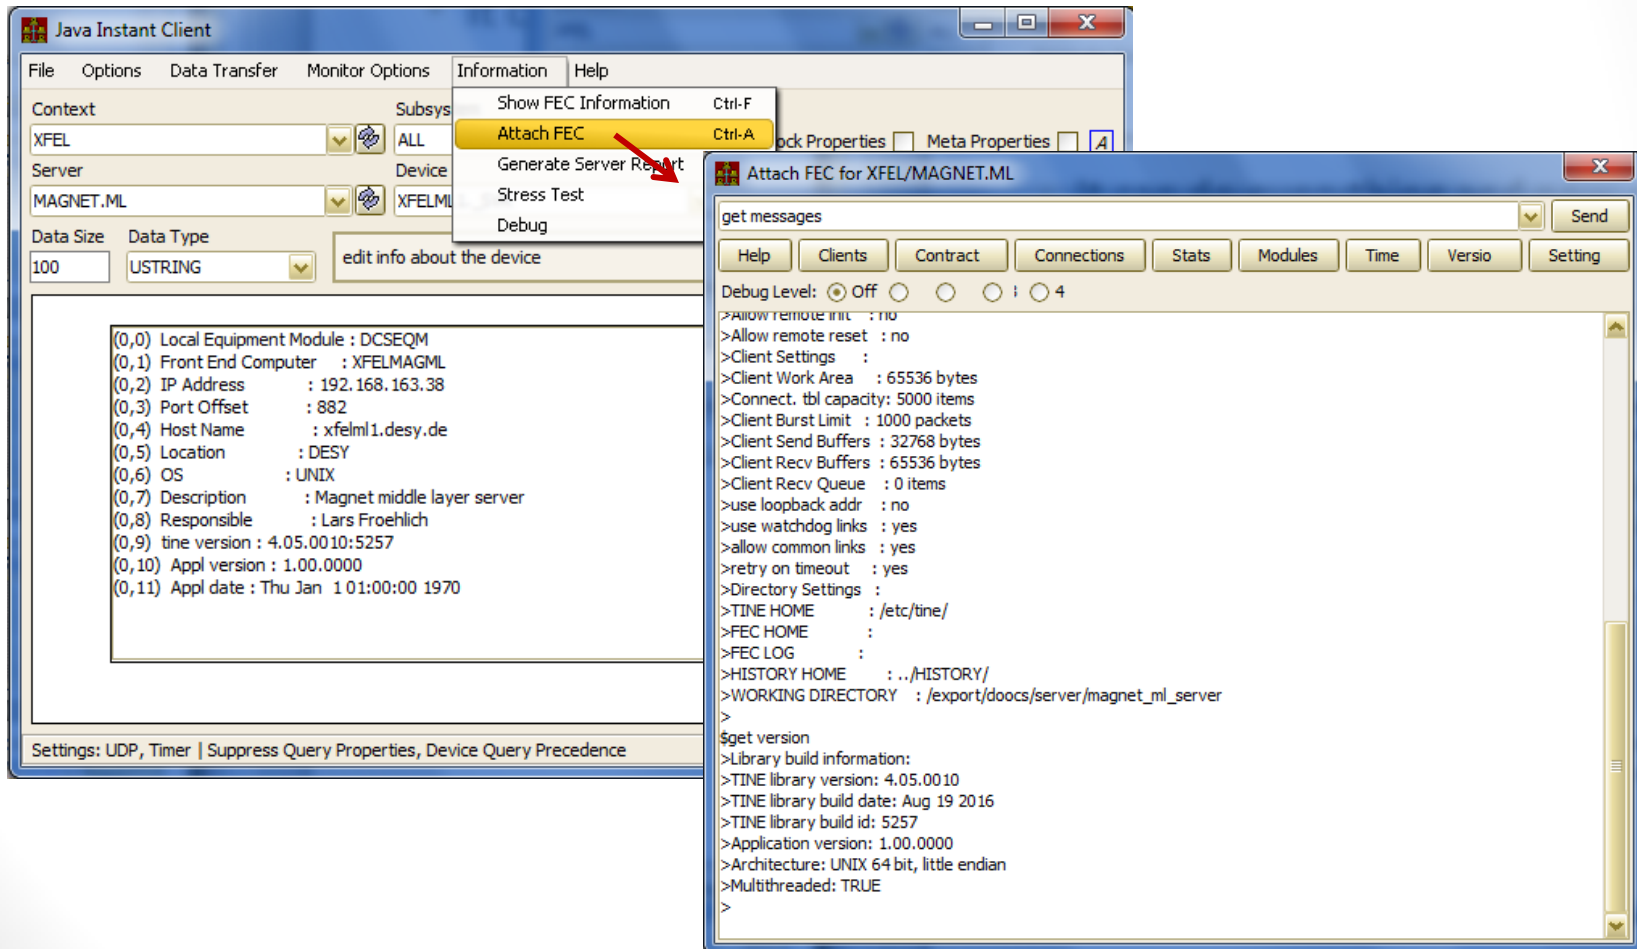 Java Instant Client
File Options Data Transfer Monitor Options Information Help
Context
XFEL
Subsys
ALL
Show FEC Information Ctrl-F
Attach FEC Ctrl-A
Generate Server Report
Stress Test
Debug
ock Properties Meta Properties A
Server
MAGNET.ML
Device
XFELML
Data Size Data Type
100 USTRING
edit info about the device
(0,0) Local Equipment Module : DCSEQM
(0,1) Front End Computer : XFELMAGML
(0,2) IP Address : 192.168.163.38
(0,3) Port Offset : 882
(0,4) Host Name : xfelml1.desy.de
(0,5) Location : DESY
(0,6) OS : UNIX
(0,7) Description : Magnet middle layer server
(0,8) Responsible : Lars Froehlich
(0,9) tine version : 4.05.0010:5257
(0,10) Appl version : 1.00.0000
(0,11) Appl date : Thu Jan 1 01:00:00 1970
Settings: UDP, Timer | Suppress Query Properties, Device Query Precedence
Attach FEC for XFEL/MAGNET.ML
get messages Send
Help Clients Contract Connections Stats Modules Time Versio Setting
Debug Level: Off 4
>Allow remote init : no
>Allow remote reset : no
>Client Settings :
>Client Work Area : 65536 bytes
>Connect. tbl capacity: 5000 items
>Client Burst Limit : 1000 packets
>Client Send Buffers : 32768 bytes
>Client Recv Buffers : 65536 bytes
>Client Recv Queue : 0 items
>use loopback addr : no
>use watchdog links : yes
>allow common links : yes
>retry on timeout : yes
>Directory Settings :
>TINE HOME : /etc/tine/
>FEC HOME :
>FEC LOG :
>HISTORY HOME : ../HISTORY/
>WORKING DIRECTORY : /export/doocs/server/magnet_ml_server
>
$get version
>Library build information:
>TINE library version: 4.05.0010
>TINE library build date: Aug 19 2016
>TINE library build id: 5257
>Application version: 1.00.0000
>Architecture: UNIX 64 bit, little endian
>Multithreaded: TRUE
>